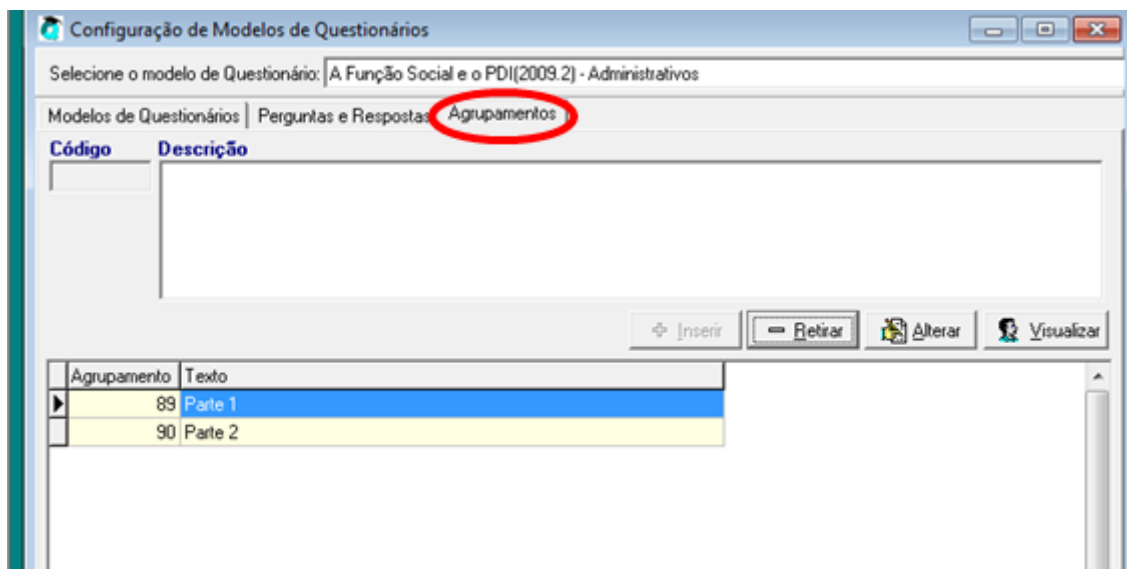 Configuração de Modelos de Questionários
Selecione o modelo de Questionário: A Função Social e o PDI(2009.2) - Administrativos
Modelos de Questionários Perguntas e Respostas Agrupamentos
Código Descrição
Inserir Retirar Alterar Visualizar
Agrupamento Texto
89 Parte 1
90 Parte 2